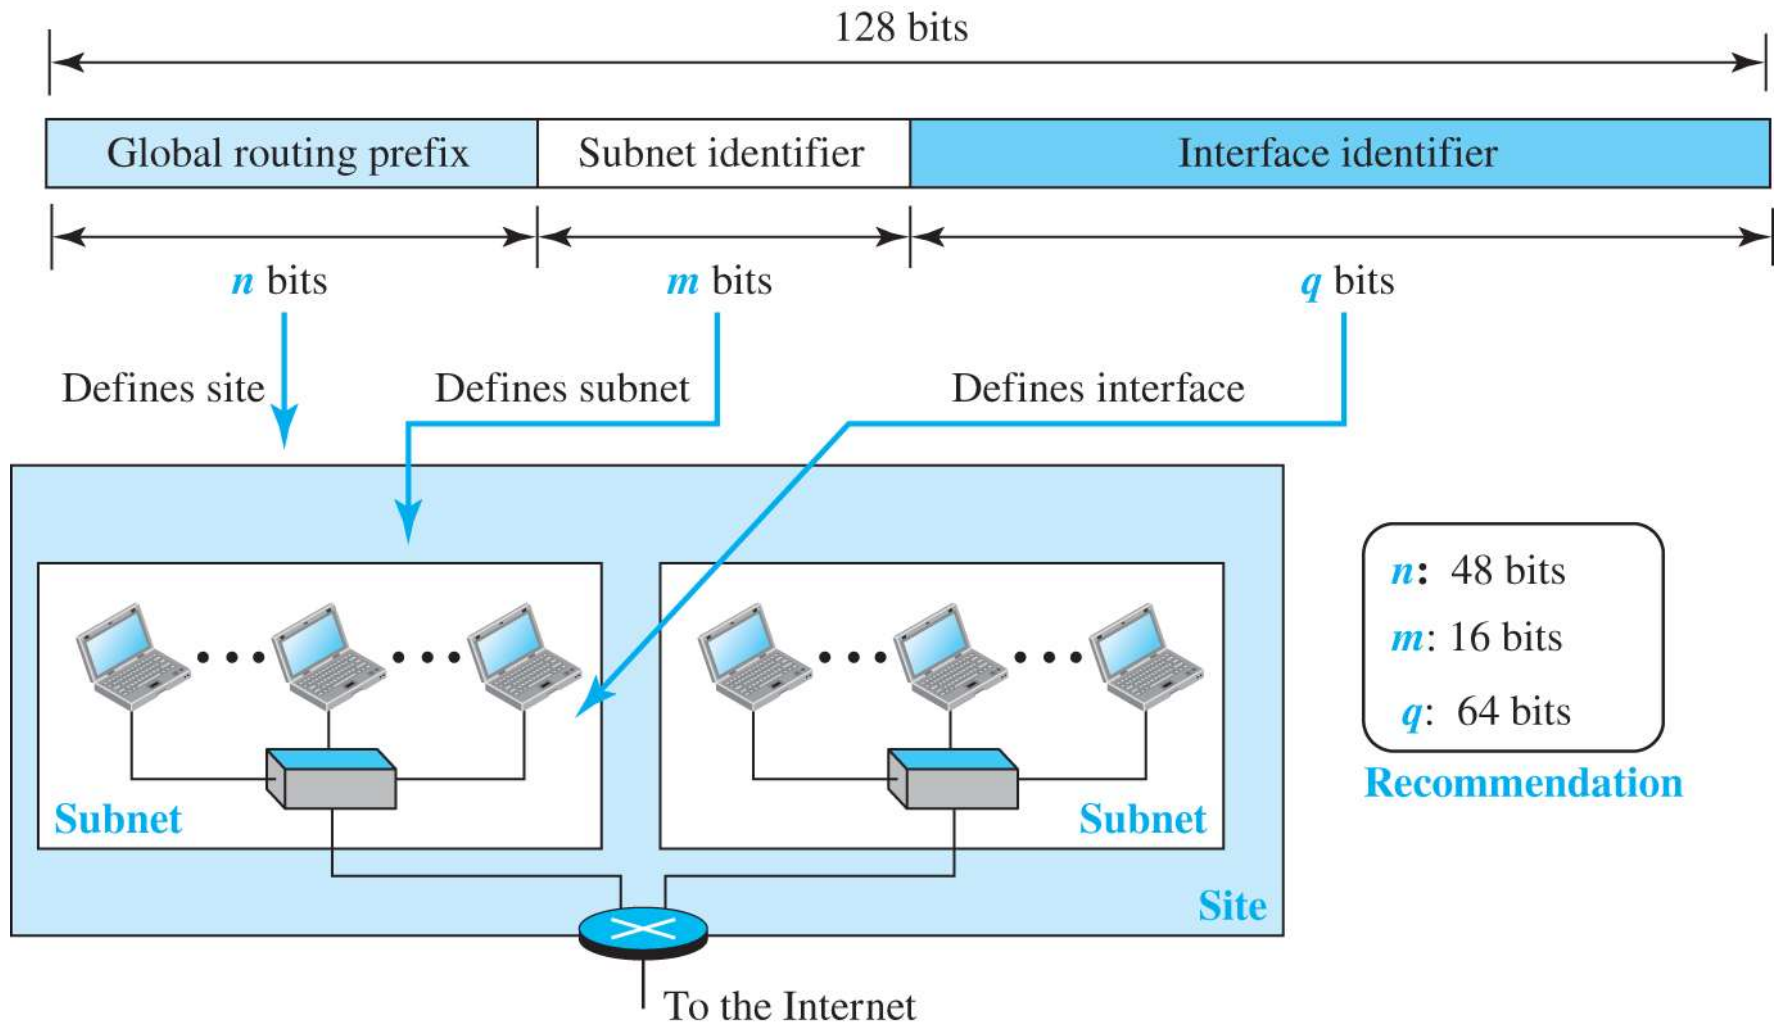 128 bits
Global routing prefix
Subnet identifier
Interface identifier
n bits
m bits
q bits
Defines site
Defines subnet
Defines interface
n: 48 bits
m: 16 bits
q: 64 bits
Recommendation
Subnet
Subnet
Site
To the Internet